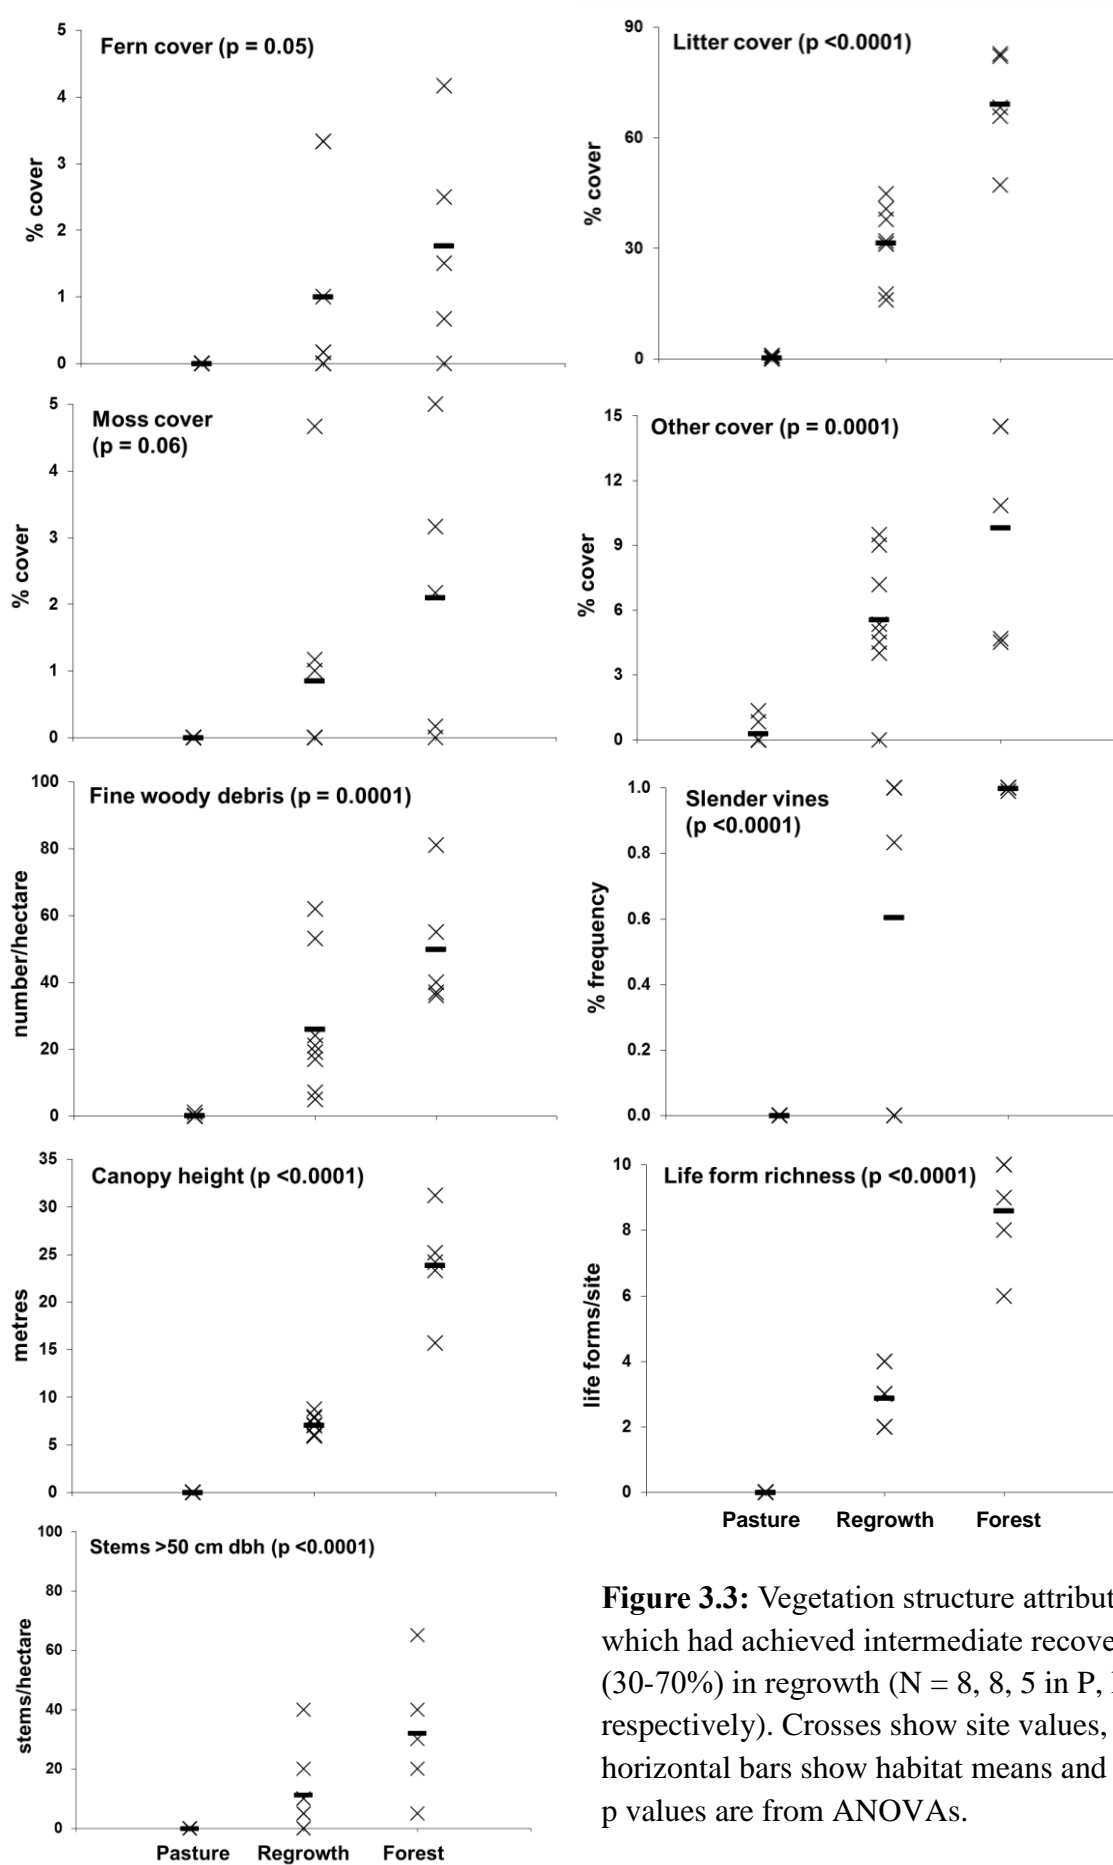 Fern cover (p = 0.05)
% cover
5
4
3
2
1
0
Litter cover (p <0.0001)
% cover
90
60
30
0
Moss cover
(p = 0.06)
% cover
5
4
3
2
1
0
Other cover (p = 0.0001)
% cover
15
12
9
6
3
0
Fine woody debris (p = 0.0001)
number/hectare
100
80
60
40
20
0
Slender vines
(p <0.0001)
% frequency
1.0
0.8
0.6
0.4
0.2
0.0
Canopy height (p <0.0001)
metres
35
30
25
20
15
10
5
0
Life form richness (p <0.0001)
life forms/site
10
8
6
4
2
0
Pasture Regrowth Forest
Stems >50 cm dbh (p <0.0001)
stems/hectare
100
80
60
40
20
0
Pasture Regrowth Forest
Figure 3.3: Vegetation structure attribut
which had achieved intermediate recove
(30-70%) in regrowth (N = 8, 8, 5 in P,
respectively). Crosses show site values,
horizontal bars show habitat means and
p values are from ANOVAs.